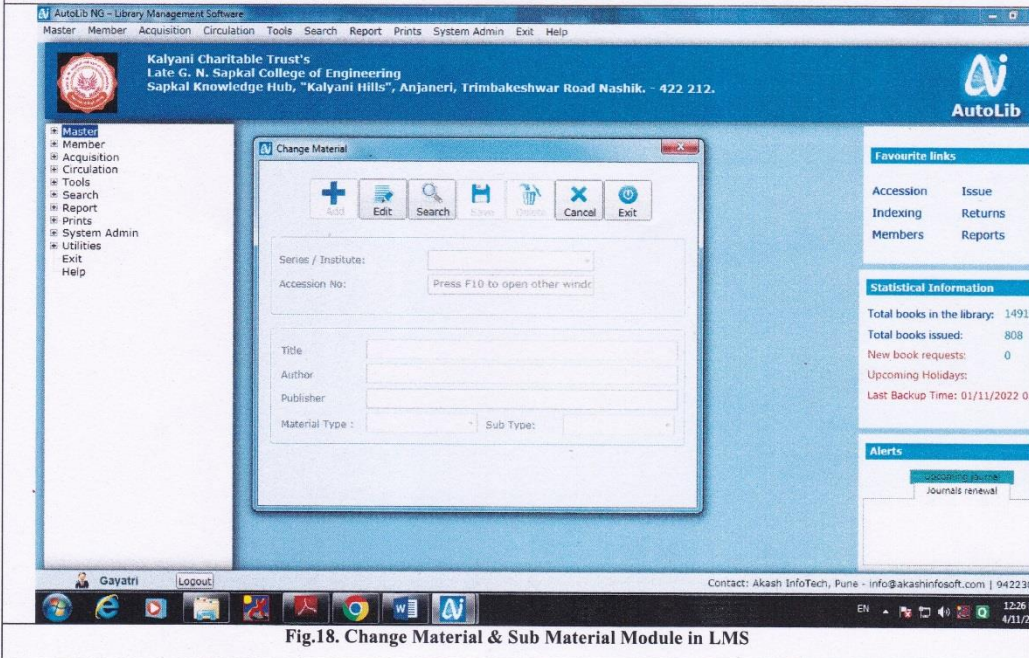 AutoLib NG - Library Management Software
Master Member Acquisition Circulation Tools Search Report Prints System Admin Exit Help
Kalyani Charitable Trust's
Late G. N. Sapkal College of Engineering
Sapkal Knowledge Hub, "Kalyani Hills", Anjaneri, Trimbakeshwar Road Nashik. - 422 212.
AutoLib
Master
Member
Acquisition
Circulation
Tools
Search
Report
Prints
System Admin
Utilities
Exit
Help
Change Material
Add Edit Search Save Delete Cancel Exit
Series / Institute:
Accession No: Press F10 to open other windo
Title
Author
Publisher
Material Type : Sub Type:
Favourite links
Accession Issue
Indexing Returns
Members Reports
Statistical Information
Total books in the library: 1491
Total books issued: 808
New book requests: 0
Upcoming Holidays:
Last Backup Time: 01/11/2022 0
Alerts
Upcoming journal
Journals renewal
Gayatri Logout
Contact: Akash InfoTech, Pune - info@akashinfosoft.com | 94223
EN 12:26
4/11/2
Fig.18. Change Material & Sub Material Module in LMS